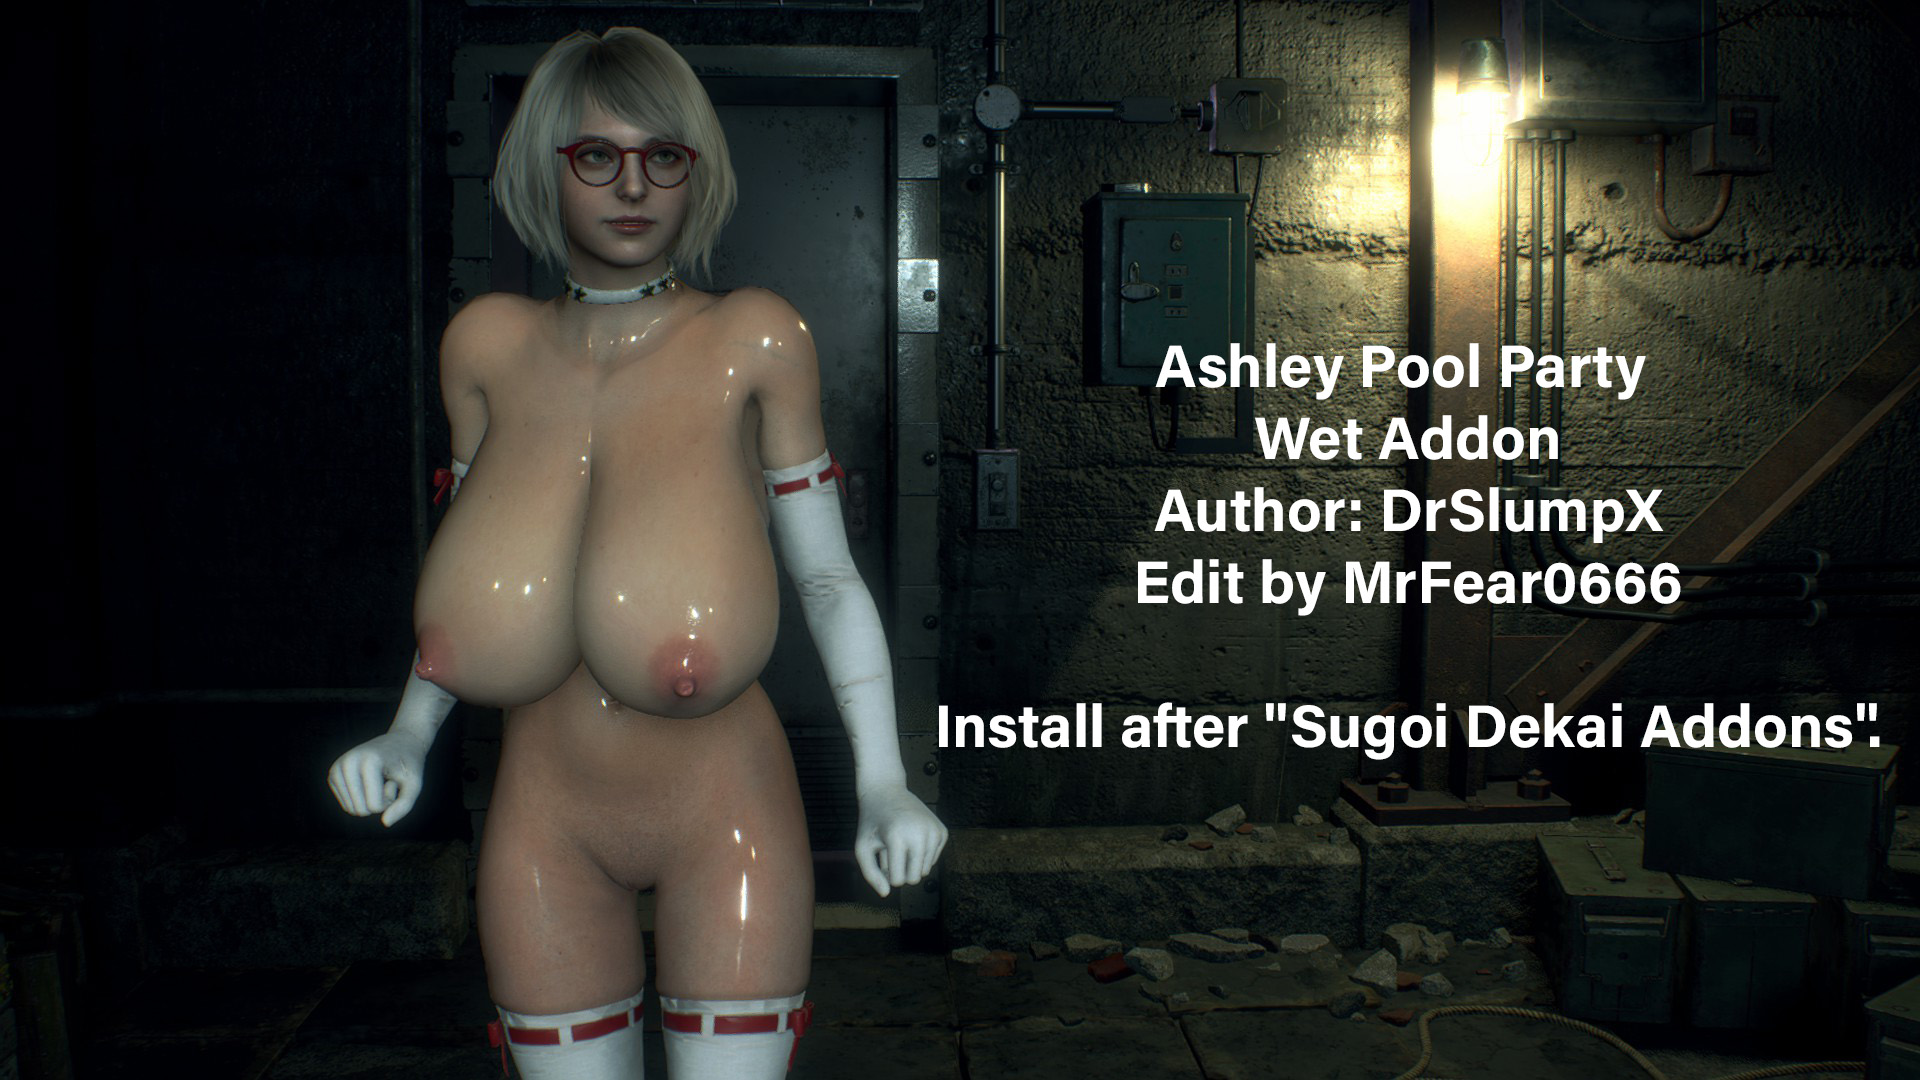 Ashley Pool Party
Wet Addon
Author: DrSlumpX
Edit by MrFear0666
Install after "Sugoi Dekai Addons".